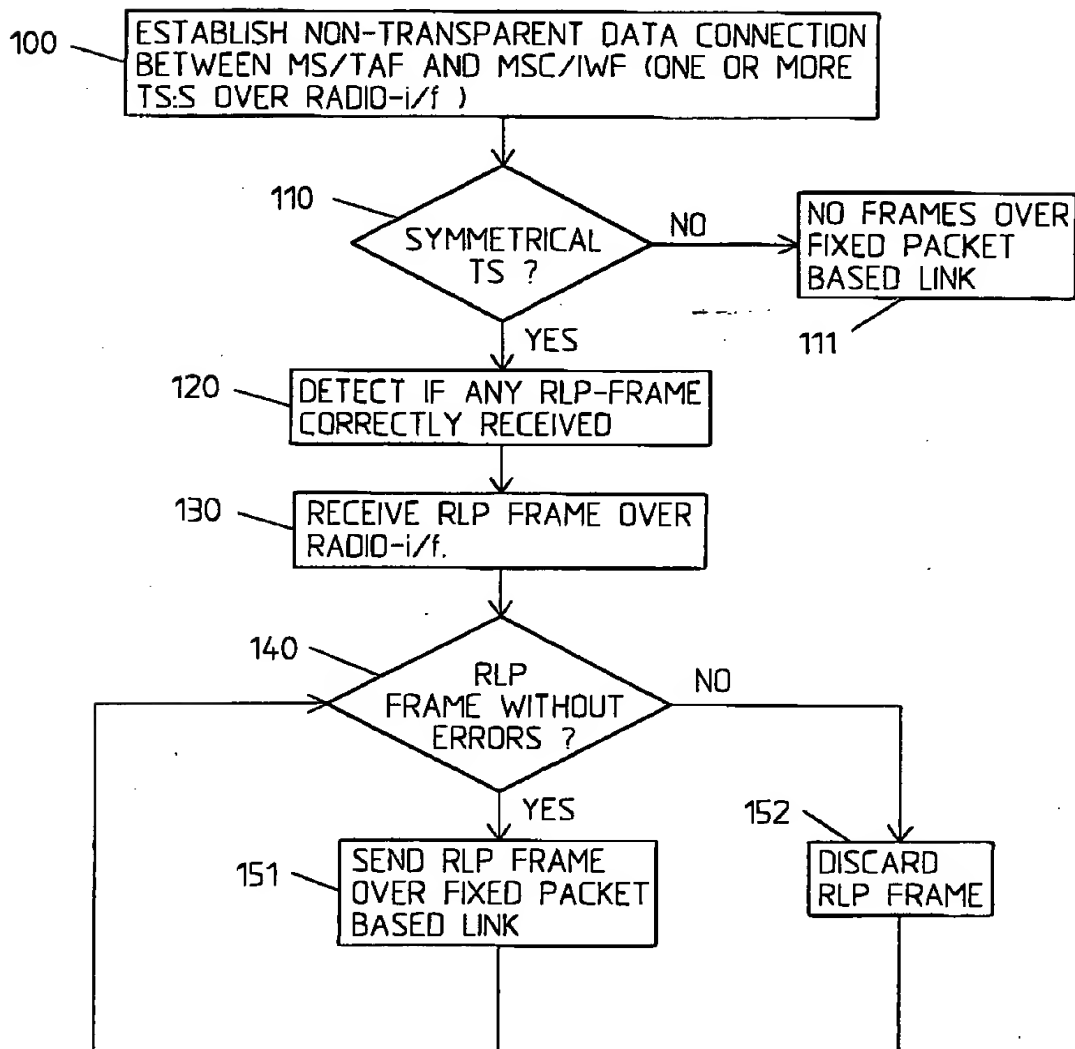 100
ESTABLISH NON-TRANSPARENT DATA CONNECTION
BETWEEN MS/TAF AND MSC/IWF (ONE OR MORE
TS:S OVER RADIO-i/f )
110
SYMMETRICAL
TS ?
NO
NO FRAMES OVER
FIXED PACKET
BASED LINK
111
YES
120
DETECT IF ANY RLP-FRAME
CORRECTLY RECEIVED
130
RECEIVE RLP FRAME OVER
RADIO-i/f.
140
RLP
FRAME WITHOUT
ERRORS ?
NO
YES
151
SEND RLP FRAME
OVER FIXED PACKET
BASED LINK
152
DISCARD
RLP FRAME